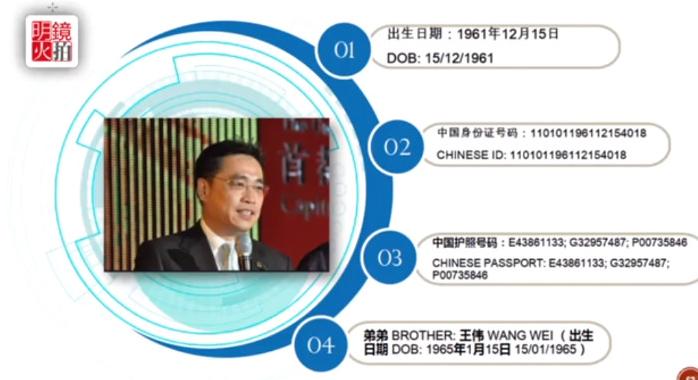 明鏡
火拍
01
出生日期：1961年12月15日
DOB: 15/12/1961
02
中国身份证号码：110101196112154018
CHINESE ID: 110101196112154018
03
中国护照号码：E43861133; G32957487; P00735846
CHINESE PASSPORT: E43861133; G32957487;
P00735846
04
弟弟 BROTHER: 王伟 WANG WEI （出生
日期 DOB: 1965年1月15日 15/01/1965 ）
首都
Capit